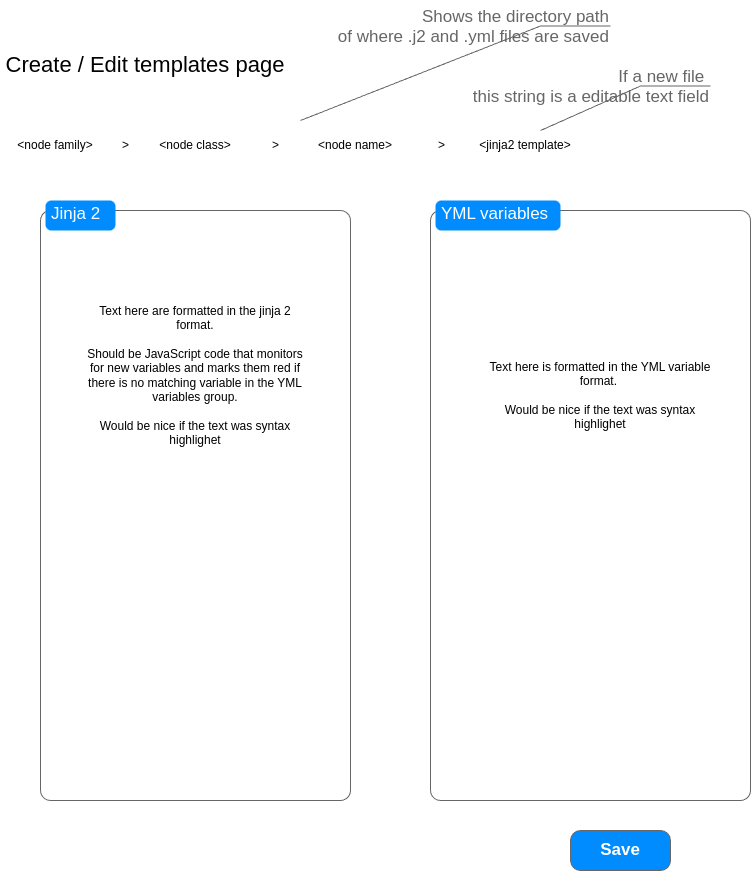 Shows the directory path
of where .j2 and .yml files are saved
Create / Edit templates page
If a new file
this string is a editable text field
<node family> > <node class> > <node name> > <jinja2 template>
Jinja 2
Text here are formatted in the jinja 2
format.
Should be JavaScript code that monitors
for new variables and marks them red if
there is no matching variable in the YML
variables group.
Would be nice if the text was syntax
highlighet
YML variables
Text here is formatted in the YML variable
format.
Would be nice if the text was syntax
highlighet
Save